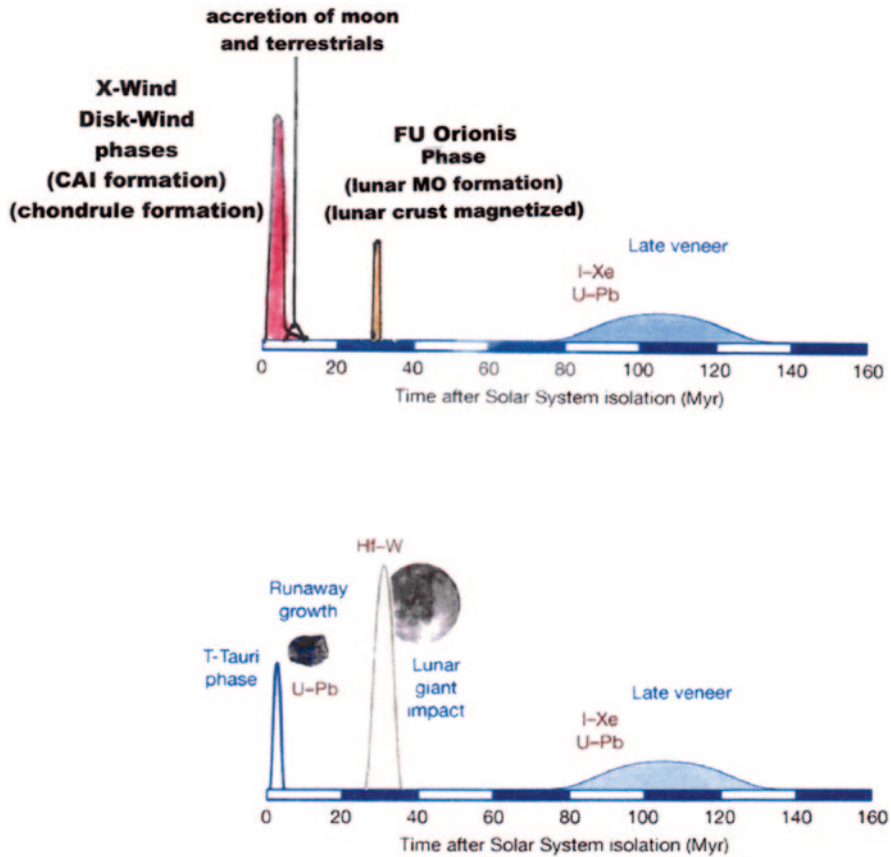 accretion of moon
and terrestrials
X-Wind
Disk-Wind
phases
(CAI formation)
(chondrule formation)
FU Orionis
Phase
(lunar MO formation)
(lunar crust magnetized)
Late veneer
I–Xe
U–Pb
0 20 40 60 80 100 120 140 160
Time after Solar System isolation (Myr)
Hf–W
Runaway
growth
T-Tauri
phase
U–Pb
Lunar
giant
impact
Late veneer
I–Xe
U–Pb
0 20 40 60 80 100 120 140 160
Time after Solar System isolation (Myr)